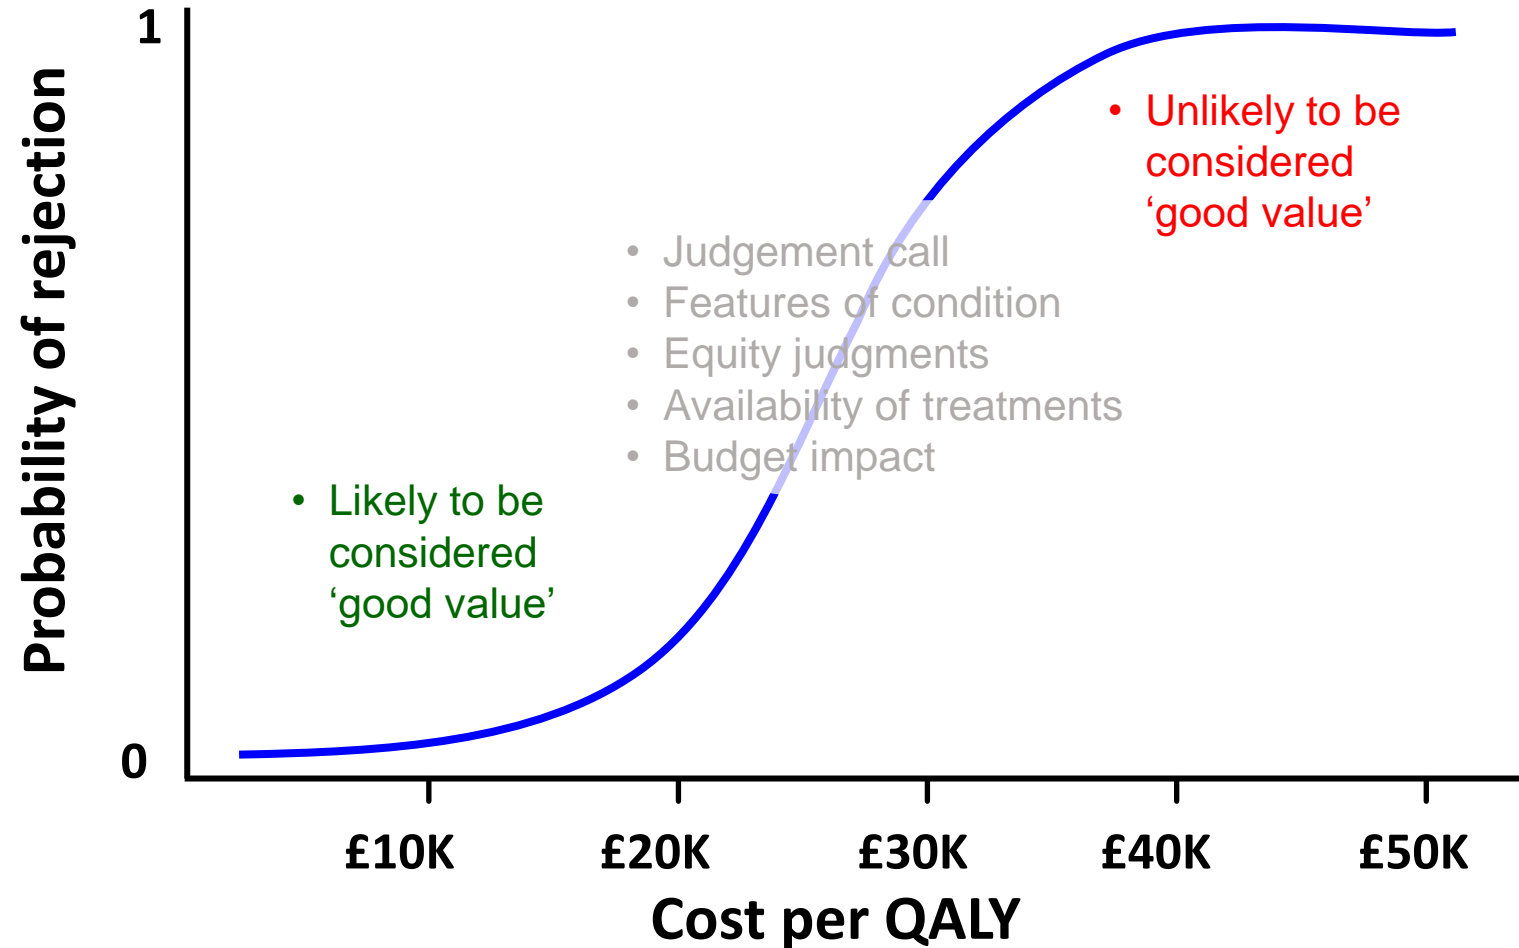 1
Probability of rejection
• Unlikely to be
considered
‘good value’
• Judgement call
• Features of condition
• Equity judgments
• Availability of treatments
• Budget impact
• Likely to be
considered
‘good value’
0
£10K £20K £30K £40K £50K
Cost per QALY